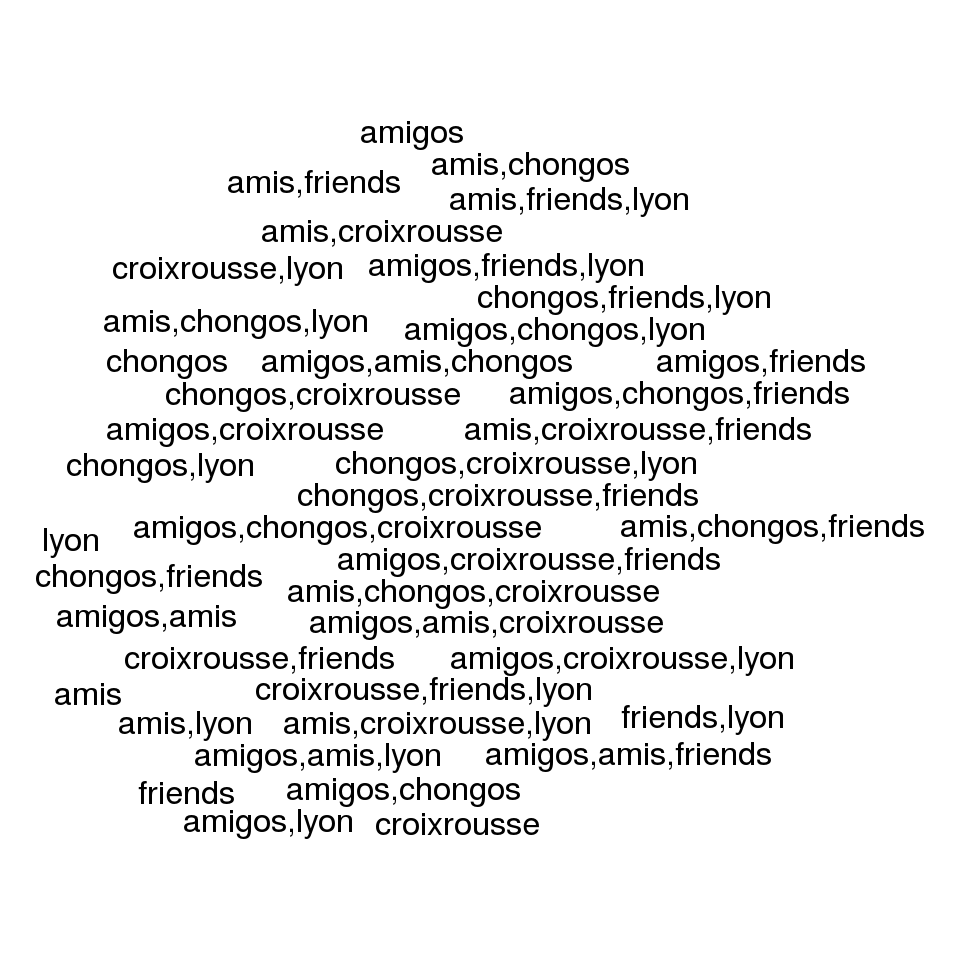 amigos
amis,chongos
amis,friends
amis,friends,lyon
amis,croixrousse
croixrousse,lyon
amigos,friends,lyon
chongos,friends,lyon
amis,chongos,lyon
amigos,chongos,lyon
chongos
amigos,amis,chongos
amigos,friends
chongos,croixrousse
amigos,chongos,friends
amigos,croixrousse
amis,croixrousse,friends
chongos,lyon
chongos,croixrousse,lyon
chongos,croixrousse,friends
amigos,chongos,croixrousse
amis,chongos,friends
lyon
amigos,croixrousse,friends
chongos,friends
amis,chongos,croixrousse
amigos,amis
amigos,amis,croixrousse
croixrousse,friends
amigos,croixrousse,lyon
amis
croixrousse,friends,lyon
amis,lyon
amis,croixrousse,lyon
friends,lyon
amigos,amis,lyon
amigos,amis,friends
friends
amigos,chongos
amigos,lyon
croixrousse